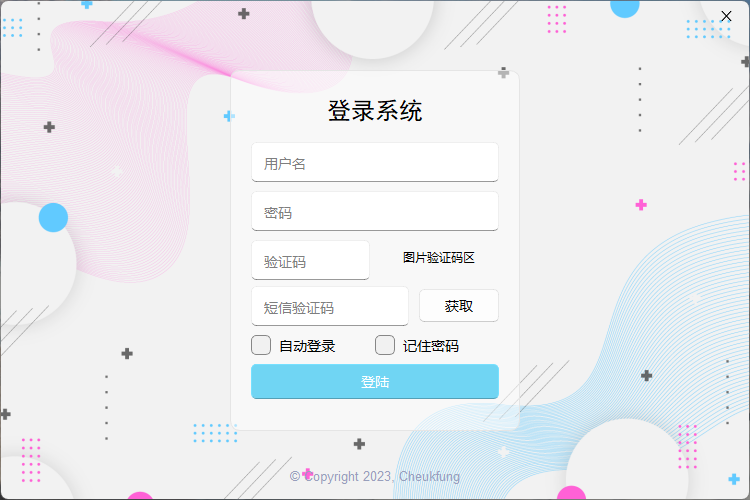 登录系统
用户名
密码
验证码 图片验证码区
短信验证码 获取
自动登录 记住密码
登陆
© Copyright 2023, Cheukfung